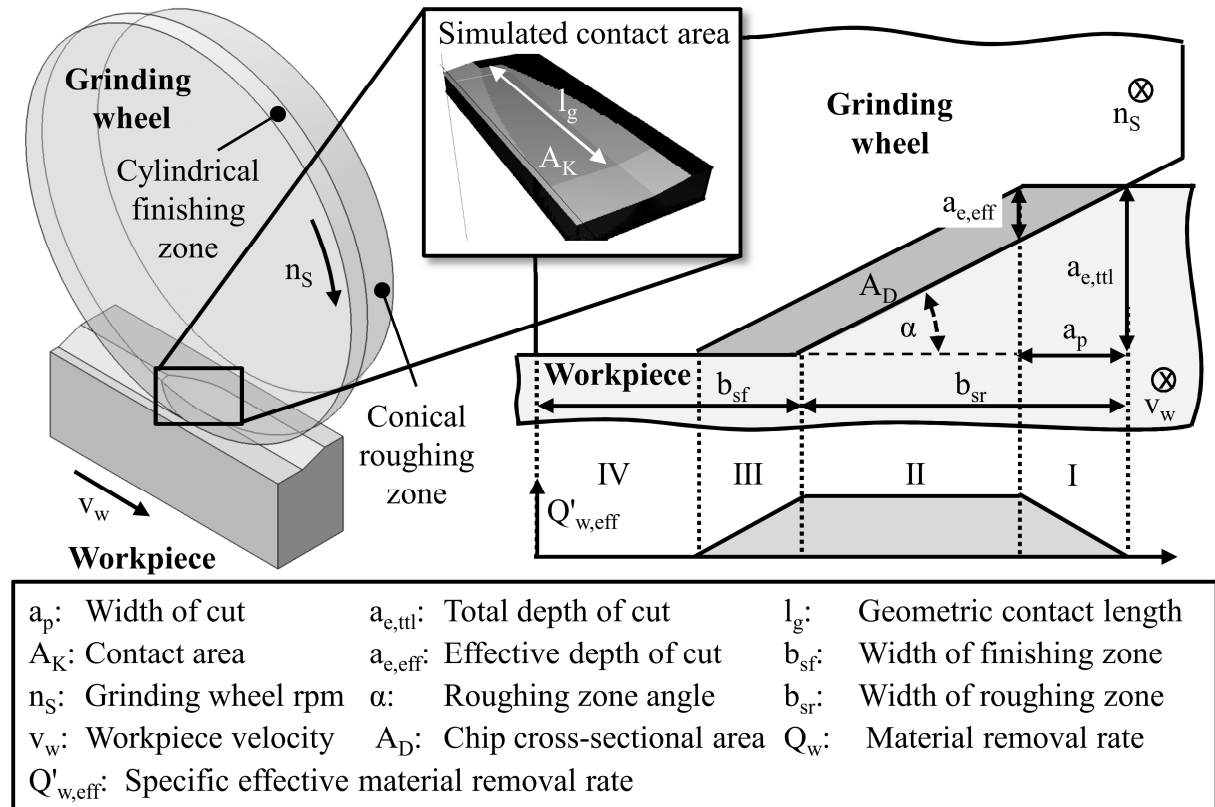 Grinding
wheel
Cylindrical
finishing
zone
n_S
v_w
Workpiece
Conical
roughing
zone
Simulated contact area
l_g
A_K
Grinding
wheel
n_S
a_e,eff
A_D
α
a_e,ttl
a_p
Workpiece
b_sf
b_sr
v_w
IV III II I
Q'_w,eff
a_p: Width of cut a_e,ttl: Total depth of cut l_g: Geometric contact length
A_K: Contact area a_e,eff: Effective depth of cut b_sf: Width of finishing zone
n_S: Grinding wheel rpm α: Roughing zone angle b_sr: Width of roughing zone
v_w: Workpiece velocity A_D: Chip cross-sectional area Q_w: Material removal rate
Q'_w,eff: Specific effective material removal rate